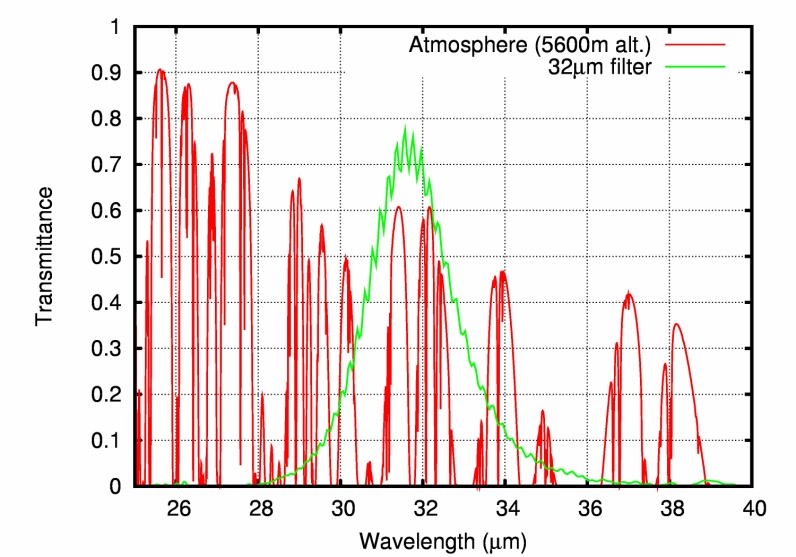 Atmosphere (5600m alt.)
32μm filter
1
0.9
0.8
0.7
0.6
0.5
0.4
0.3
0.2
0.1
0
Transmittance
26 28 30 32 34 36 38 40
Wavelength (μm)